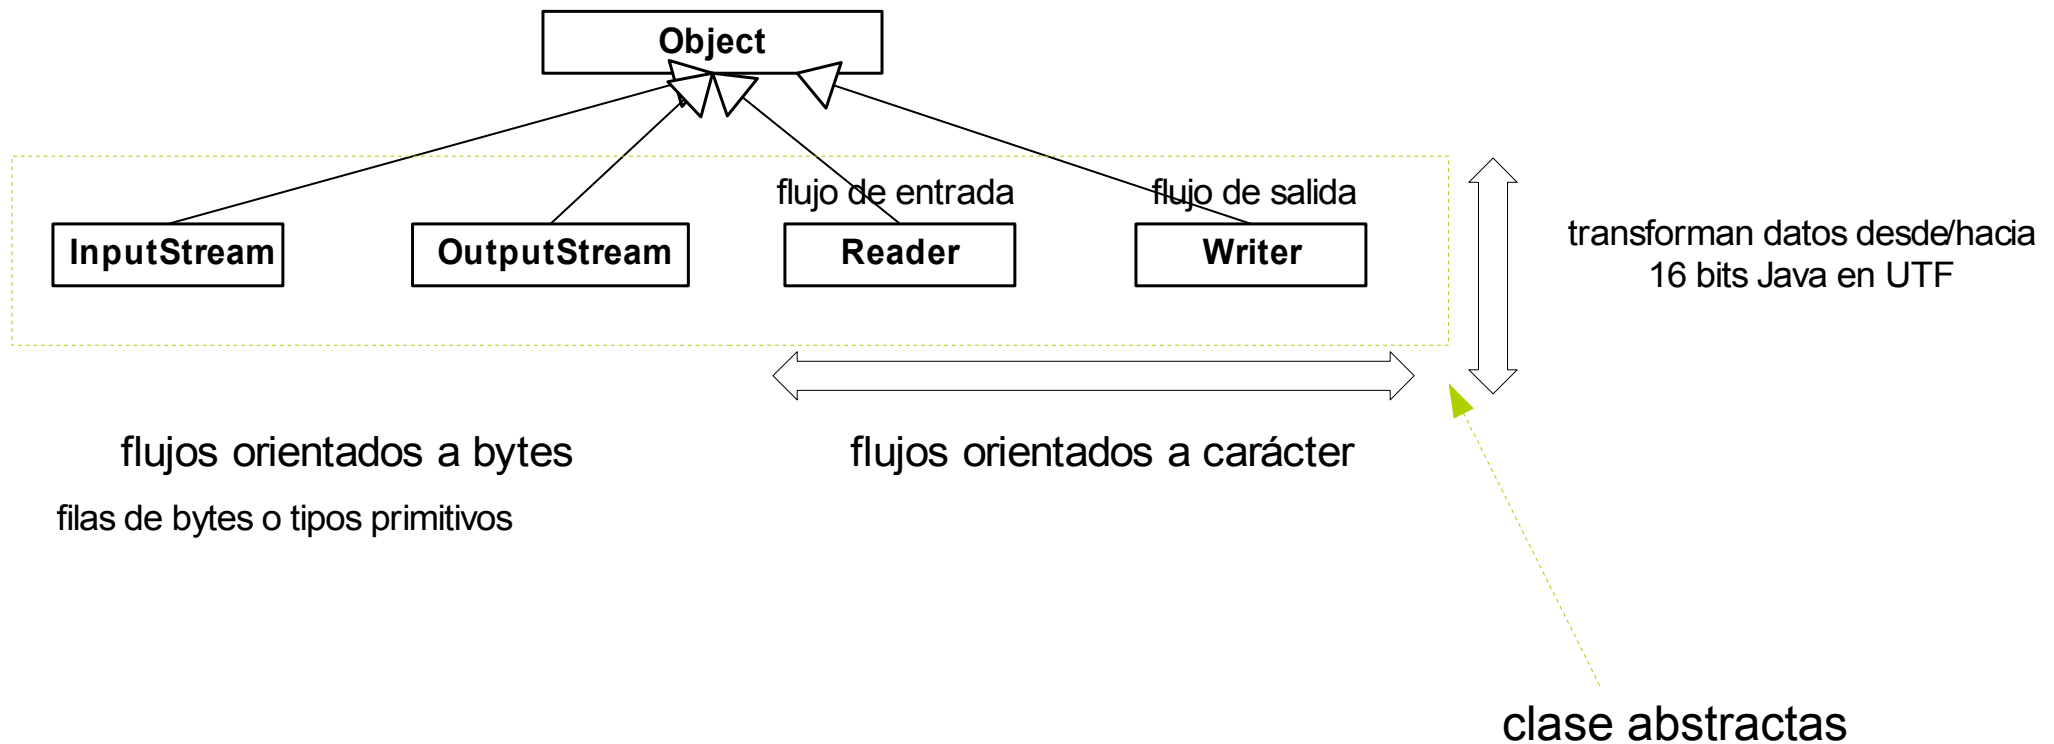 Object
flujo de entrada
flujo de salida
InputStream
OutputStream
Reader
Writer
transforman datos desde/hacia
16 bits Java en UTF
flujos orientados a bytes
flujos orientados a carácter
filas de bytes o tipos primitivos
clase abstractas